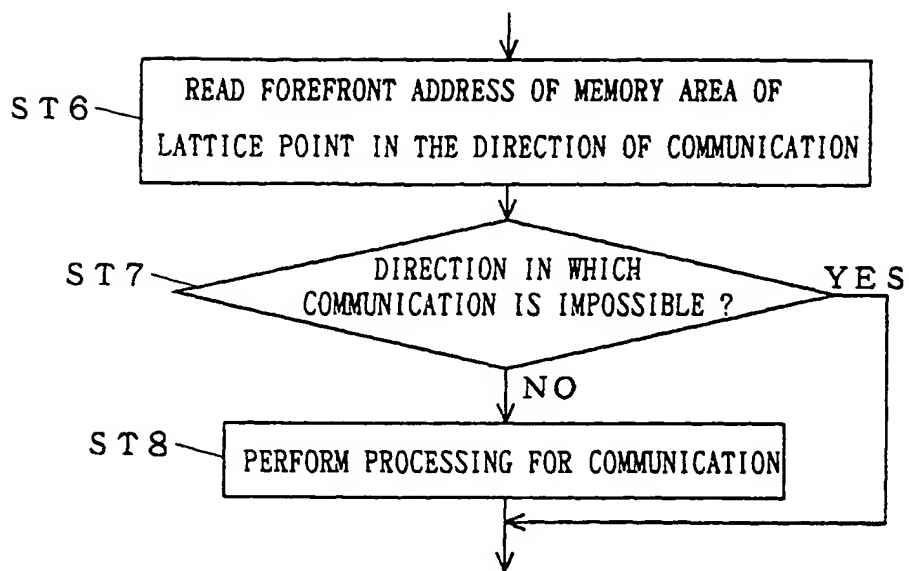 ST6
READ FOREFRONT ADDRESS OF MEMORY AREA OF
LATTICE POINT IN THE DIRECTION OF COMMUNICATION
ST7
DIRECTION IN WHICH
COMMUNICATION IS IMPOSSIBLE ?
YES
NO
ST8
PERFORM PROCESSING FOR COMMUNICATION